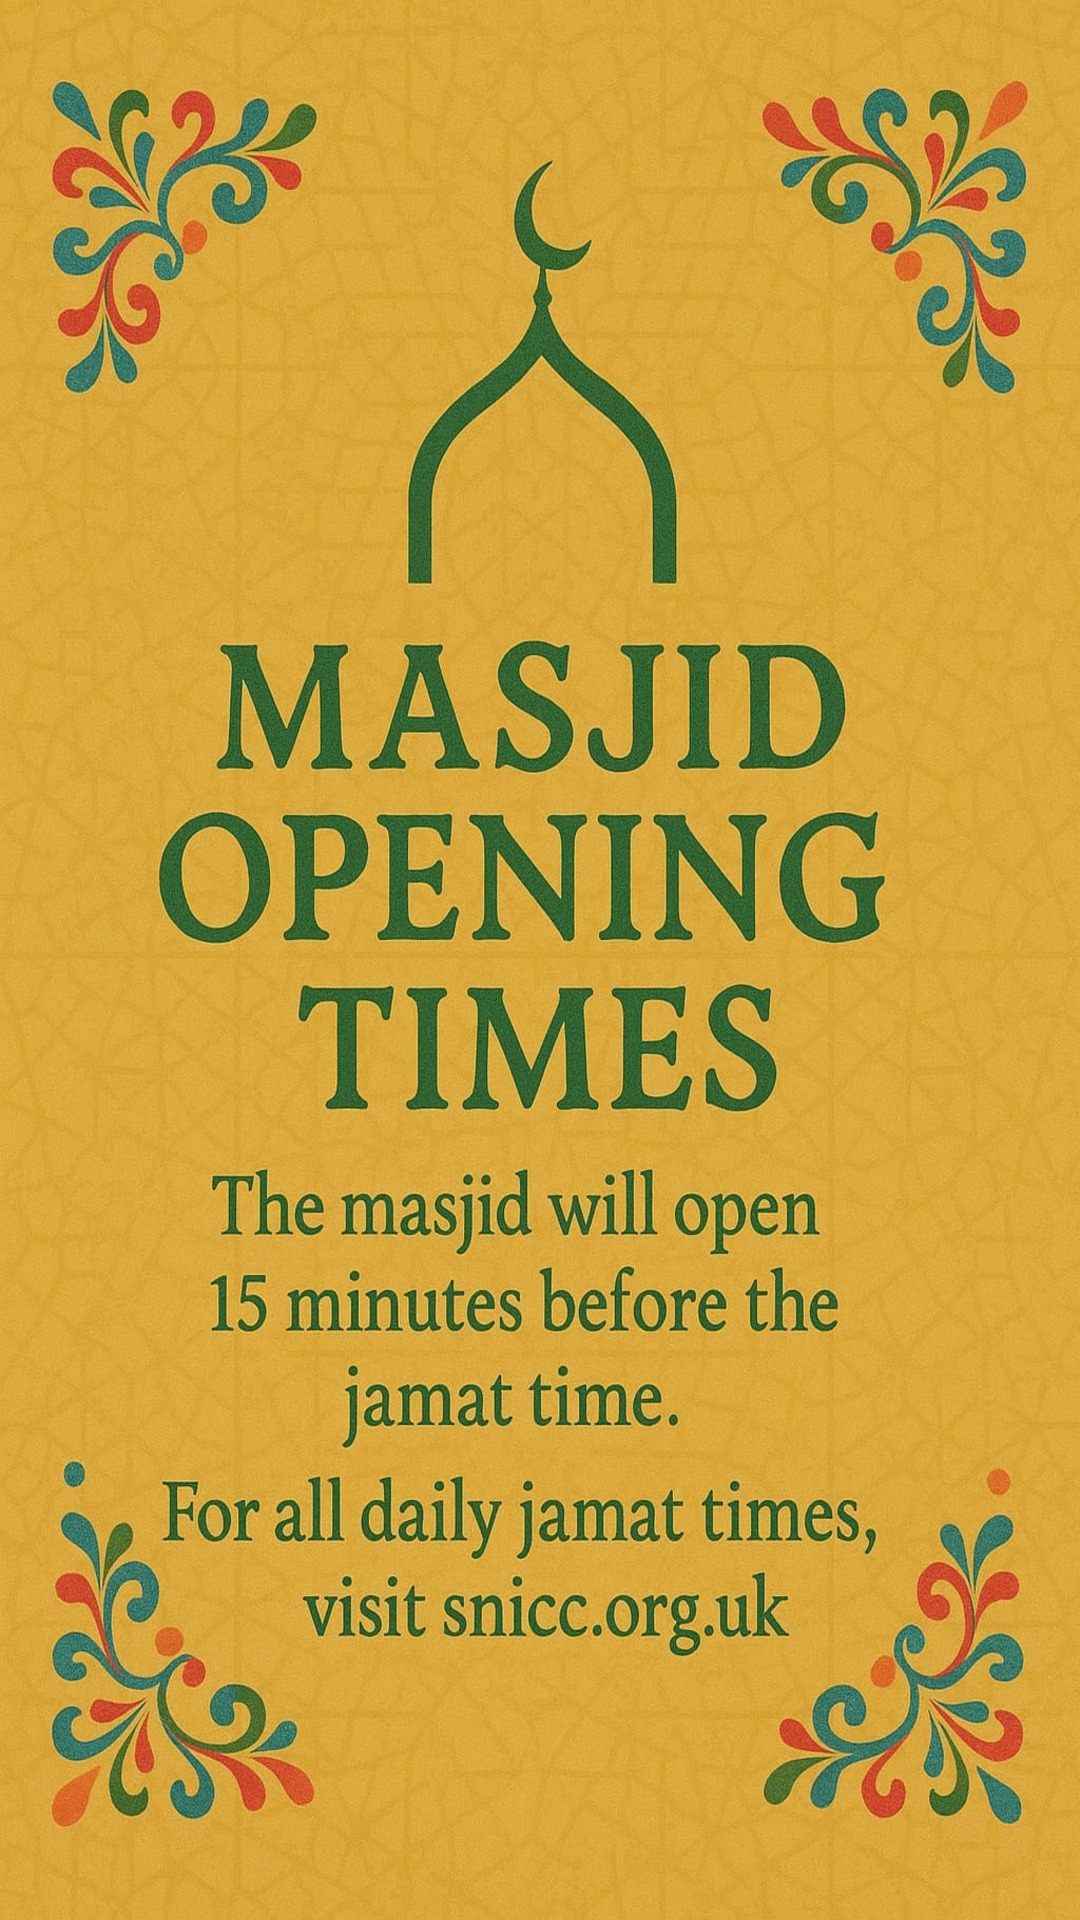 MASJID
OPENING
TIMES
The masjid will open
15 minutes before the
jamat time.
For all daily jamat times,
visit snicc.org.uk